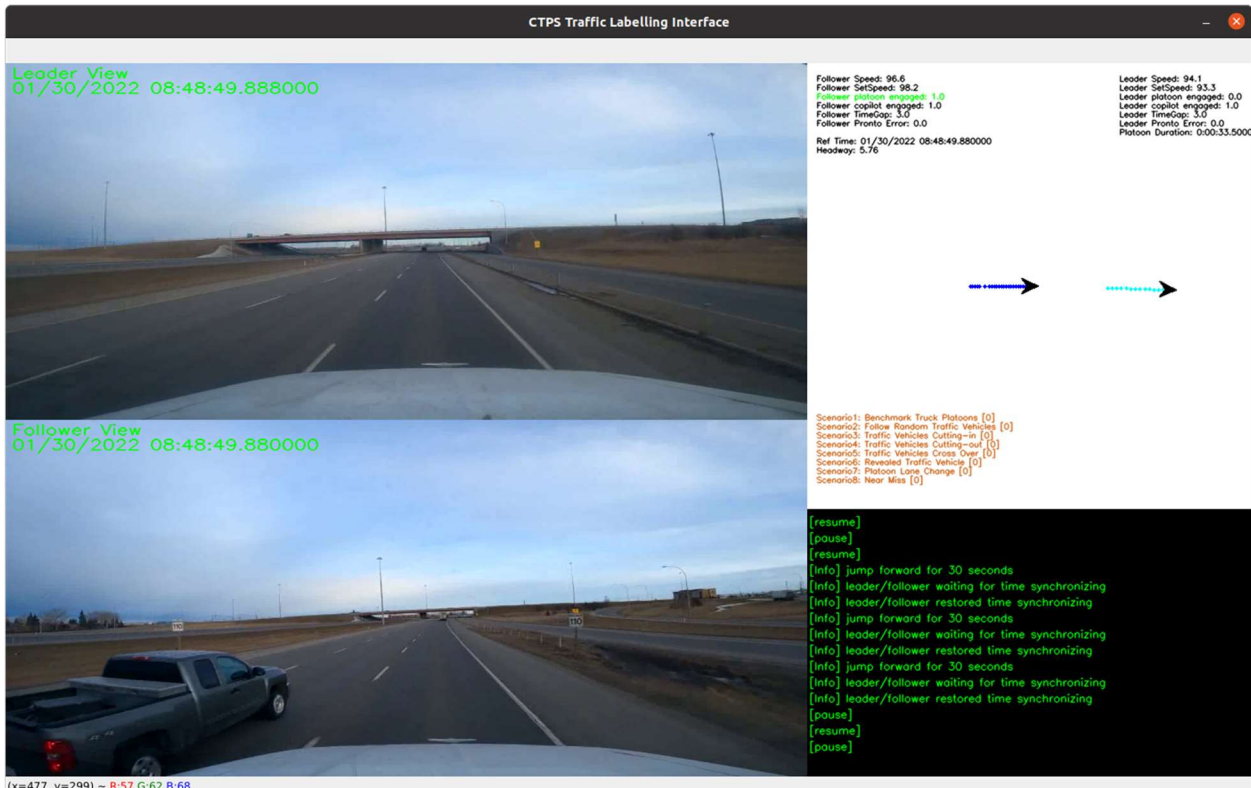 CTPS Traffic Labelling Interface
Leader View
01/30/2022 08:48:49.888000
Follower Speed: 96.6
Follower SetSpeed: 98.2
Follower platoon engaged: 1.0
Follower copilot engaged: 1.0
Follower TimeGap: 3.0
Follower Pronto Error: 0.0
Ref Time: 01/30/2022 08:48:49.880000
Headway: 5.76
Leader Speed: 94.1
Leader SetSpeed: 93.3
Leader platoon engaged: 0.0
Leader copilot engaged: 1.0
Leader TimeGap: 3.0
Leader Pronto Error: 0.0
Platoon Duration: 0:00:33.5000
Scenario1: Benchmark Truck Platoons [0]
Scenario2: Follow Random Traffic Vehicles [0]
Scenario3: Traffic Vehicles Cutting-in [0]
Scenario4: Traffic Vehicles Cutting-out [0]
Scenario5: Traffic Vehicles Cross Over [0]
Scenario6: Revealed Traffic Vehicle [0]
Scenario7: Platoon Lane Change [0]
Scenario8: Near Miss [0]
Follower View
01/30/2022 08:48:49.880000
110
110
[resume]
[pause]
[resume]
[Info] jump forward for 30 seconds
[Info] leader/follower waiting for time synchronizing
[Info] leader/follower restored time synchronizing
[Info] jump forward for 30 seconds
[Info] leader/follower waiting for time synchronizing
[Info] leader/follower restored time synchronizing
[Info] jump forward for 30 seconds
[Info] leader/follower waiting for time synchronizing
[Info] leader/follower restored time synchronizing
[pause]
[resume]
[pause]
(x=477, y=299) ~ R:57 G:62 B:68